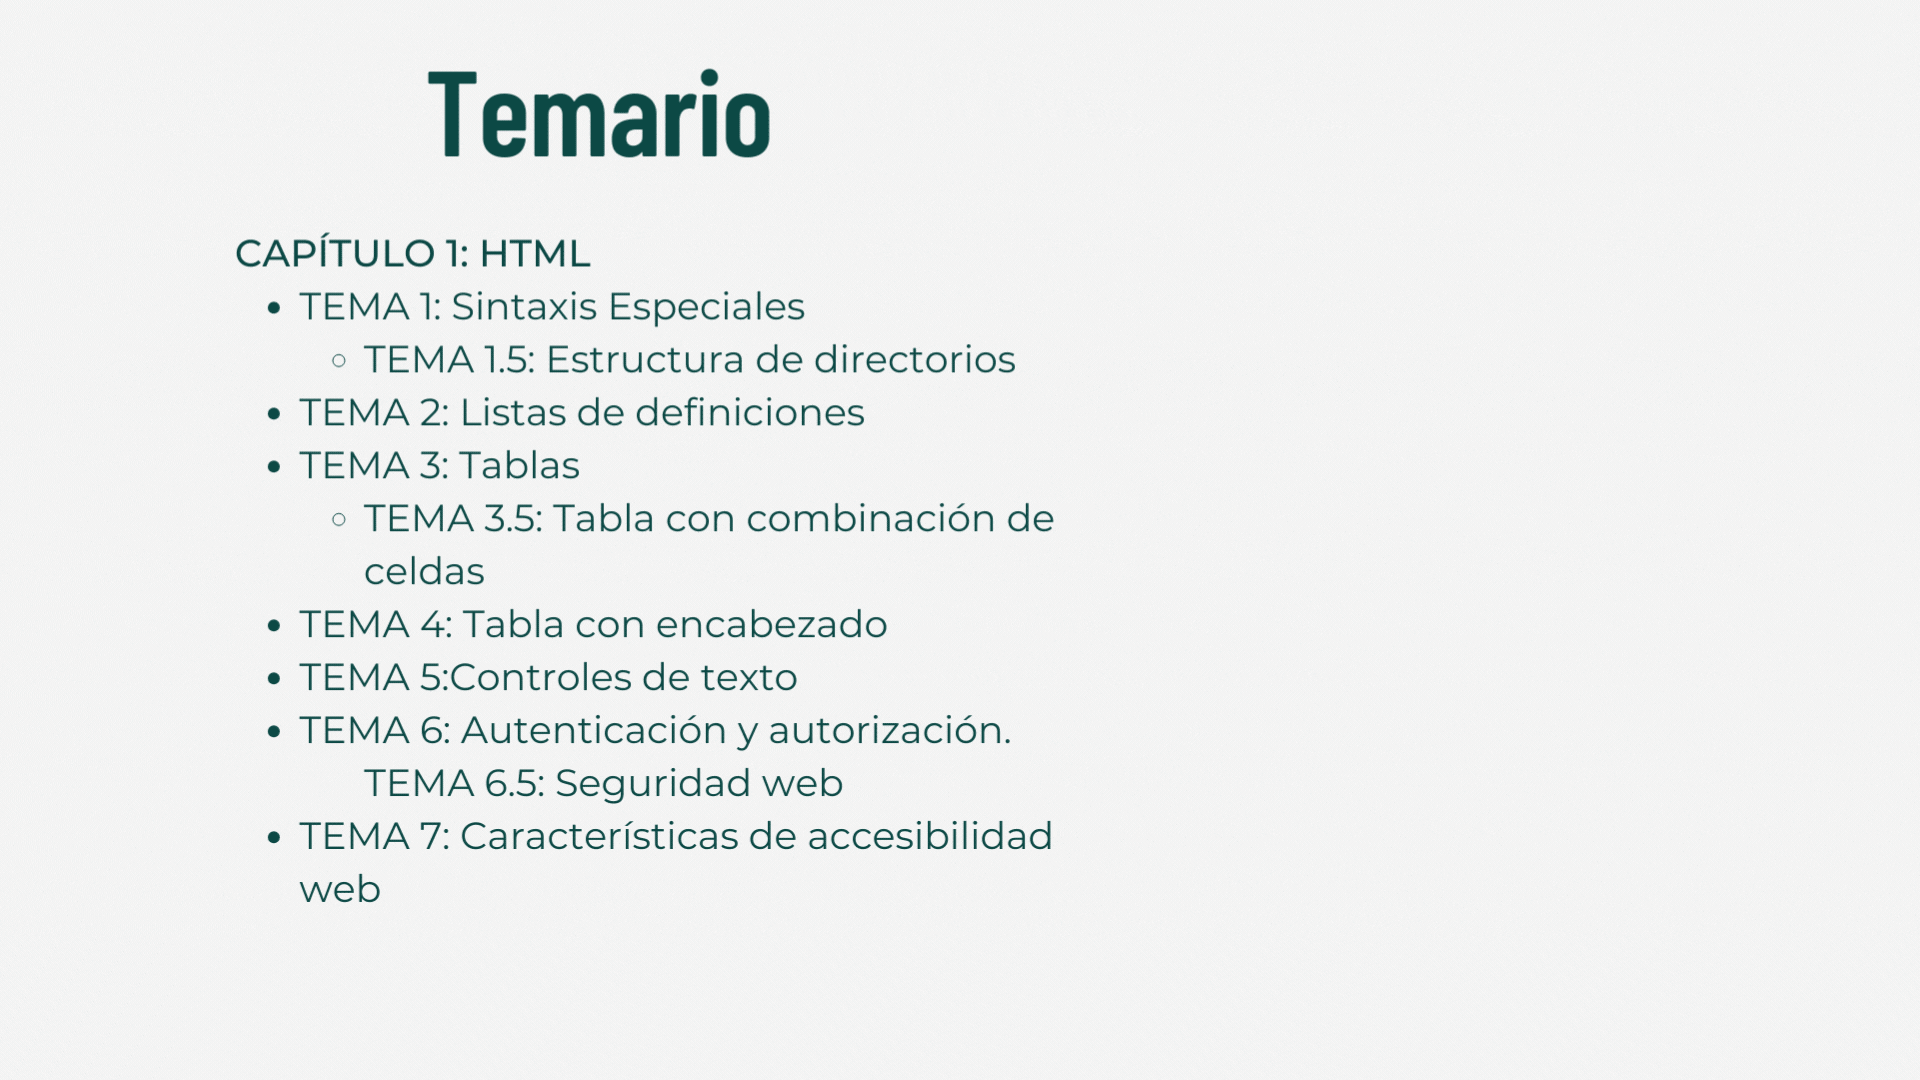 Temario
CAPÍTULO 1: HTML
• TEMA 1: Sintaxis Especiales
○ TEMA 1.5: Estructura de directorios
• TEMA 2: Listas de definiciones
• TEMA 3: Tablas
○ TEMA 3.5: Tabla con combinación de
celdas
• TEMA 4: Tabla con encabezado
• TEMA 5:Controles de texto
• TEMA 6: Autenticación y autorización.
TEMA 6.5: Seguridad web
• TEMA 7: Características de accesibilidad
web